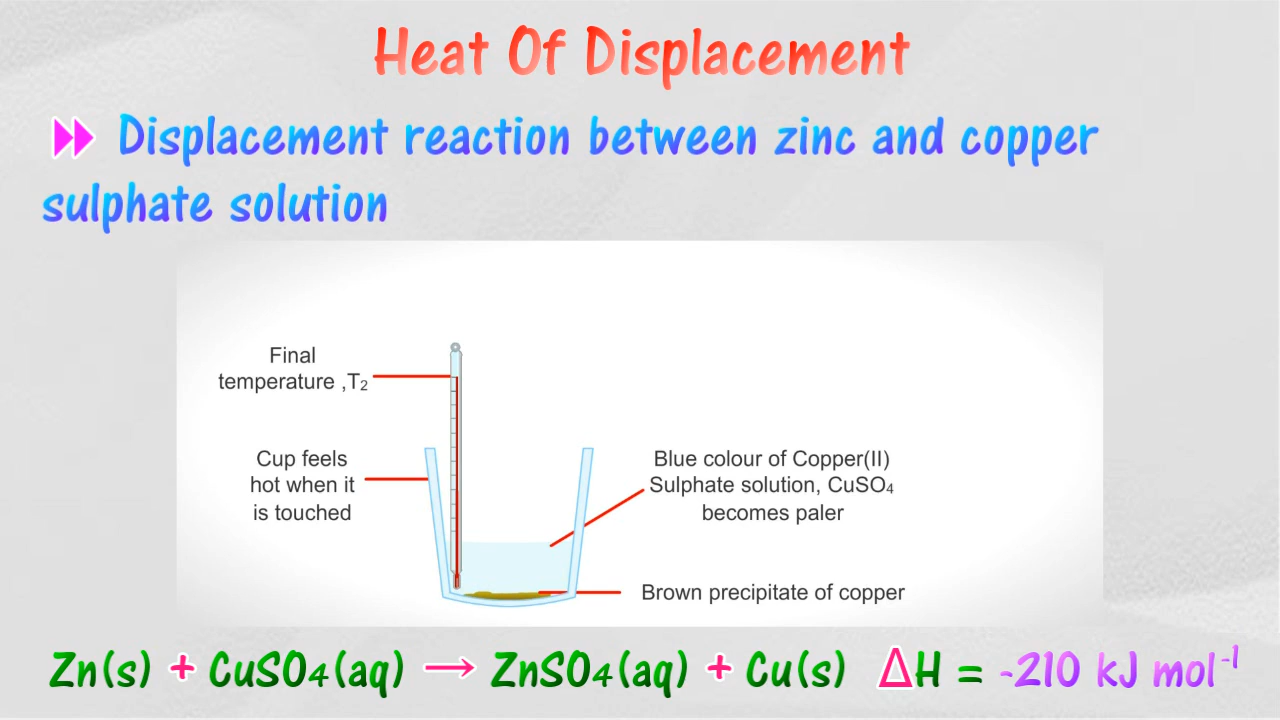 Heat Of Displacement
Displacement reaction between zinc and copper
sulphate solution
Final
temperature ,T₂
Cup feels
hot when it
is touched
Blue colour of Copper(II)
Sulphate solution, CuSO₄
becomes paler
Brown precipitate of copper
Zn(s) + CuSO₄(aq) → ZnSO₄(aq) + Cu(s) ΔH = -210 kJ mol⁻¹